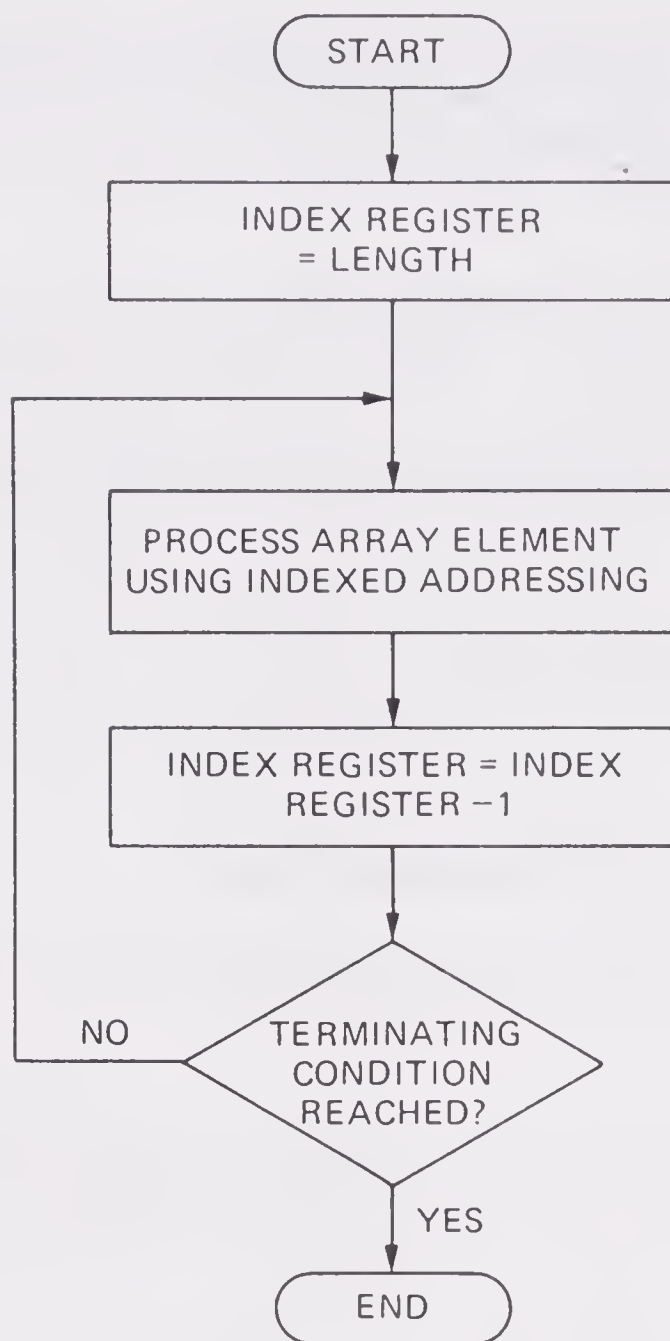 START
INDEX REGISTER
= LENGTH
PROCESS ARRAY ELEMENT
USING INDEXED ADDRESSING
INDEX REGISTER = INDEX
REGISTER −1
NO
TERMINATING
CONDITION
REACHED?
YES
END